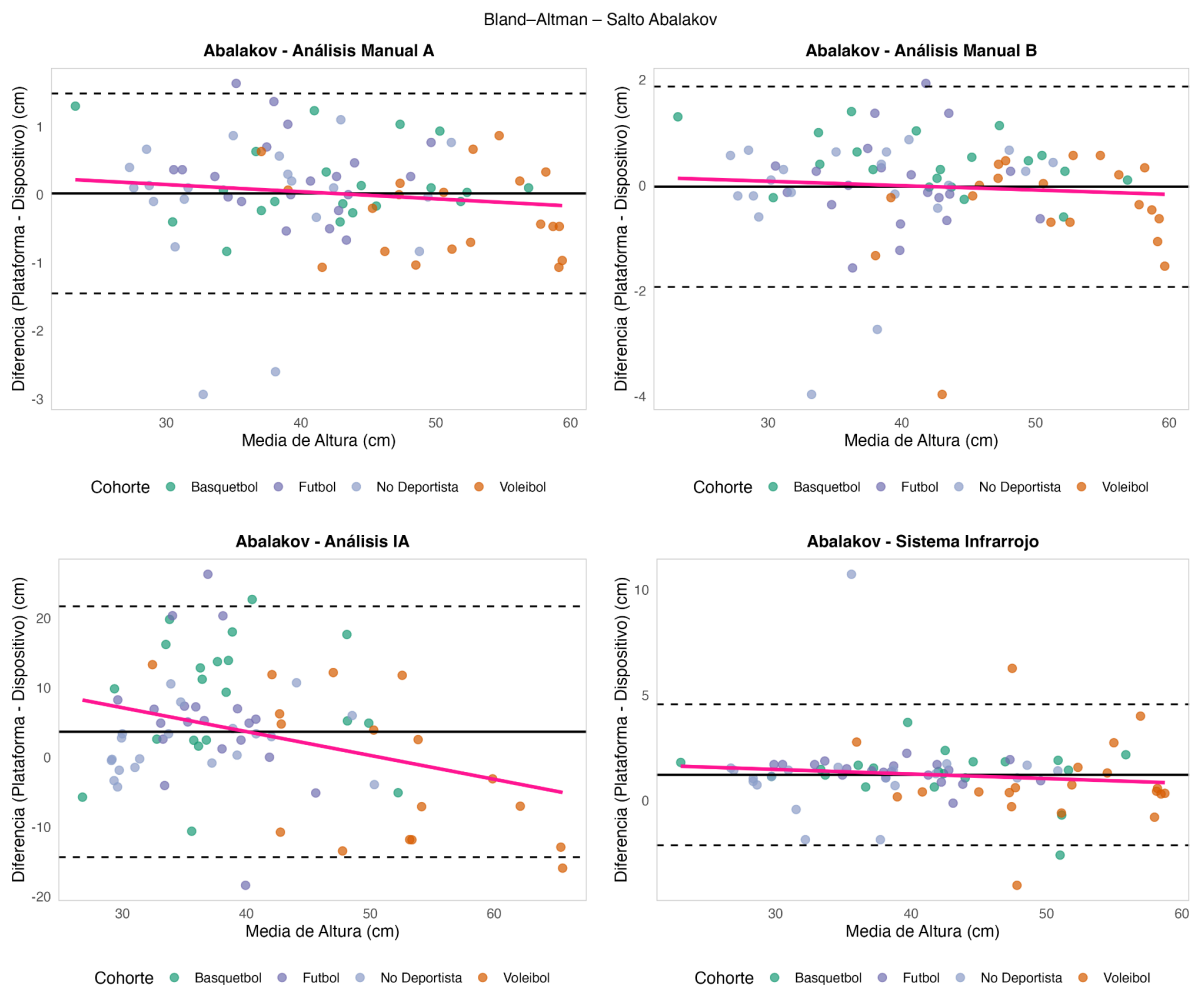 Bland–Altman – Salto Abalakov
Abalakov - Análisis Manual A
Diferencia (Plataforma - Dispositivo) (cm)
1
0
-1
-2
-3
30 40 50 60
Media de Altura (cm)
Cohorte Basquetbol Futbol No Deportista Voleibol
Abalakov - Análisis Manual B
Diferencia (Plataforma - Dispositivo) (cm)
2
0
-2
-4
30 40 50 60
Media de Altura (cm)
Cohorte Basquetbol Futbol No Deportista Voleibol
Abalakov - Análisis IA
Diferencia (Plataforma - Dispositivo) (cm)
20
10
0
-10
-20
30 40 50 60
Media de Altura (cm)
Cohorte Basquetbol Futbol No Deportista Voleibol
Abalakov - Sistema Infrarrojo
Diferencia (Plataforma - Dispositivo) (cm)
10
5
0
30 40 50 60
Media de Altura (cm)
Cohorte Basquetbol Futbol No Deportista Voleibol